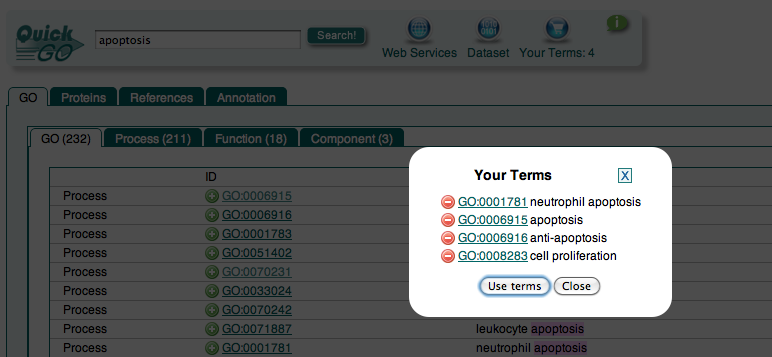 Quick GO
apoptosis
Search!
Web Services
Dataset
Your Terms: 4
i
GO
Proteins
References
Annotation
GO (232)
Process (211)
Function (18)
Component (3)
ID
Process GO:0006915
Process GO:0006916
Process GO:0001783
Process GO:0051402
Process GO:0070231
Process GO:0033024
Process GO:0070242
Process GO:0071887 leukocyte apoptosis
Process GO:0001781 neutrophil apoptosis
Your Terms
X
GO:0001781 neutrophil apoptosis
GO:0006915 apoptosis
GO:0006916 anti-apoptosis
GO:0008283 cell proliferation
Use terms
Close